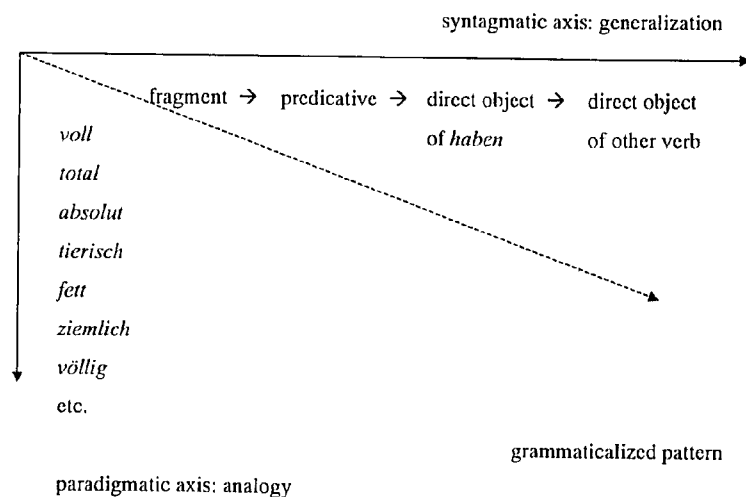 syntagmatic axis: generalization
fragment → predicative → direct object → direct object
of haben of other verb
voll
total
absolut
tierisch
fett
ziemlich
völlig
etc.
grammaticalized pattern
paradigmatic axis: analogy